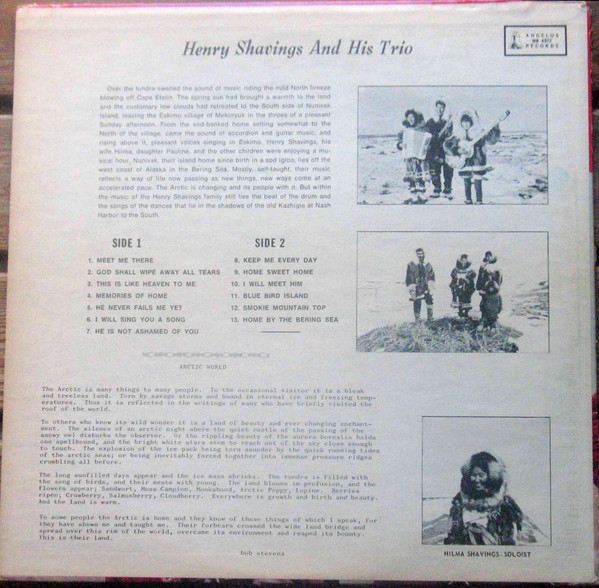 Henry Shavings And His Trio
ANGELUS
WR 4972
RECORDS
Over the tundra swelled the sound of music riding the mild North breeze
blowing off Cape Etolin. The spring sun had brought a warmth to the land
and the customary low clouds had retreated to the South side of Nunivak
Island, leaving the Eskimo village of Mekoryuk in the throes of a pleasant
Sunday afternoon. From the sod-banked home setting somewhat to the
North of the village, came the sound of accordion and guitar music, and
rising above it, pleasant voices singing in Eskimo. Henry Shavings, his
wife Hilma, daughter Pauline, and the other children were enjoying a mu-
sical hour. Nunivak, their island home since birth in a sod igloo, lies off the
west coast of Alaska in the Bering Sea. Mostly, self-taught, their music
reflects a way of life now passing as new things, new ways come at an
accelerated pace. The Arctic is changing and its people with it. But within
the music of the Henry Shavings family still lies the beat of the drum and
the songs of the dances that lie in the shadows of the old Kazhigia at Nash
Harbor to the South.
SIDE 1
1. MEET ME THERE
2. GOD SHALL WIPE AWAY ALL TEARS
3. THIS IS LIKE HEAVEN TO ME
4. MEMORIES OF HOME
5. HE NEVER FAILS ME YET
6. I WILL SING YOU A SONG
7. HE IS NOT ASHAMED OF YOU
SIDE 2
8. KEEP ME EVERY DAY
9. HOME SWEET HOME
10. I WILL MEET HIM
11. BLUE BIRD ISLAND
12. SMOKIE MOUNTAIN TOP
13. HOME BY THE BERING SEA
ARCTIC WORLD
The Arctic is many things to many people. To the occasional visitor it is a bleak
and treeless land. Torn by savage storms and bound in eternal ice and freezing temp-
eratures. Thus it is reflected in the writings of many who have briefly visited the
roof of the world.
To others who know its wild wonder it is a land of beauty and ever changing enchant-
ment. The silence of an arctic night where the quiet rustle of the passing of the
snowy owl disturbs the observer. Or the rippling beauty of the aurora borealis holds
one spellbound, and the bright white stars seem to reach out of the sky close enough
to touch. The explosion of the ice pack being torn asunder by the quick running tides
of the arctic seas; or being inevitably forced together into immense pressure ridges
crumbling all before.
The long sunfilled days appear and the ice mass shrinks. The tundra is filled with
the song of birds, and their nests with young. The land blooms in profusion, and the
flowers appear; Sandwort, Moss Campion, Monkshood, Arctic Poppy, Lupine. Berries
ripen; Crowberry, Salmonberry, Cloudberry. Everywhere is growth and birth and beauty.
And the land is warm.
To some people the Arctic is home and they know of these things of which I speak, for
they have shown me and taught me. Their forbears crossed the wide land bridge and
spread over this rim of the world, overcame its environment and reaped its bounty.
This is their land.
bob stevens
HILMA SHAVINGS-SOLOIST